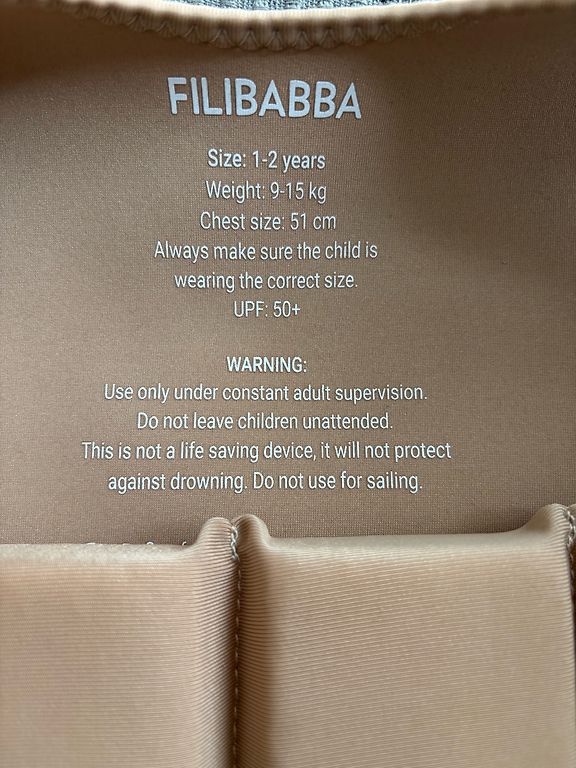 FILIBABBA
Size: 1-2 years
Weight: 9-15 kg
Chest size: 51 cm
Always make sure the child is
wearing the correct size.
UPF: 50+
WARNING:
Use only under constant adult supervision.
Do not leave children unattended.
This is not a life saving device, it will not protect
against drowning. Do not use for sailing.